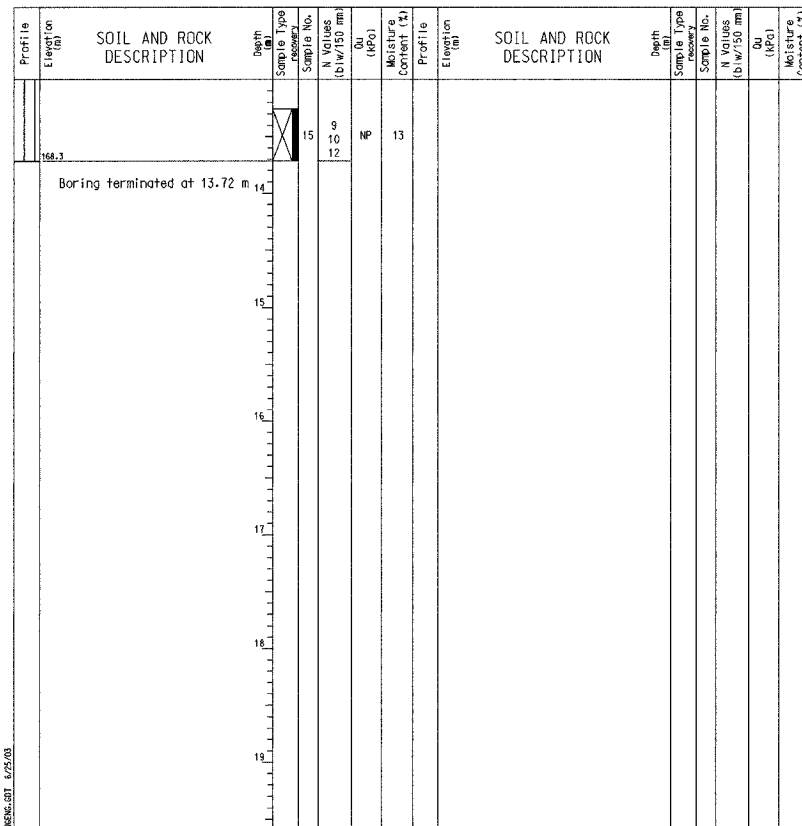 Profile
Elevation
(m)
SOIL AND ROCK
DESCRIPTION
Depth
(m)
Sample Type
recovery
Sample No.
N Values
(blw/150 mm)
Qu
(kPa)
Moisture
Content (%)
Profile
Elevation
(m)
SOIL AND ROCK
DESCRIPTION
Depth
(m)
Sample Type
recovery
Sample No.
N Values
(blw/150 mm)
Qu
(kPa)
Moisture
Content (%)
15
9
10
12
NP
13
168.3
Boring terminated at 13.72 m
14
15
16
17
18
19
6/25/03